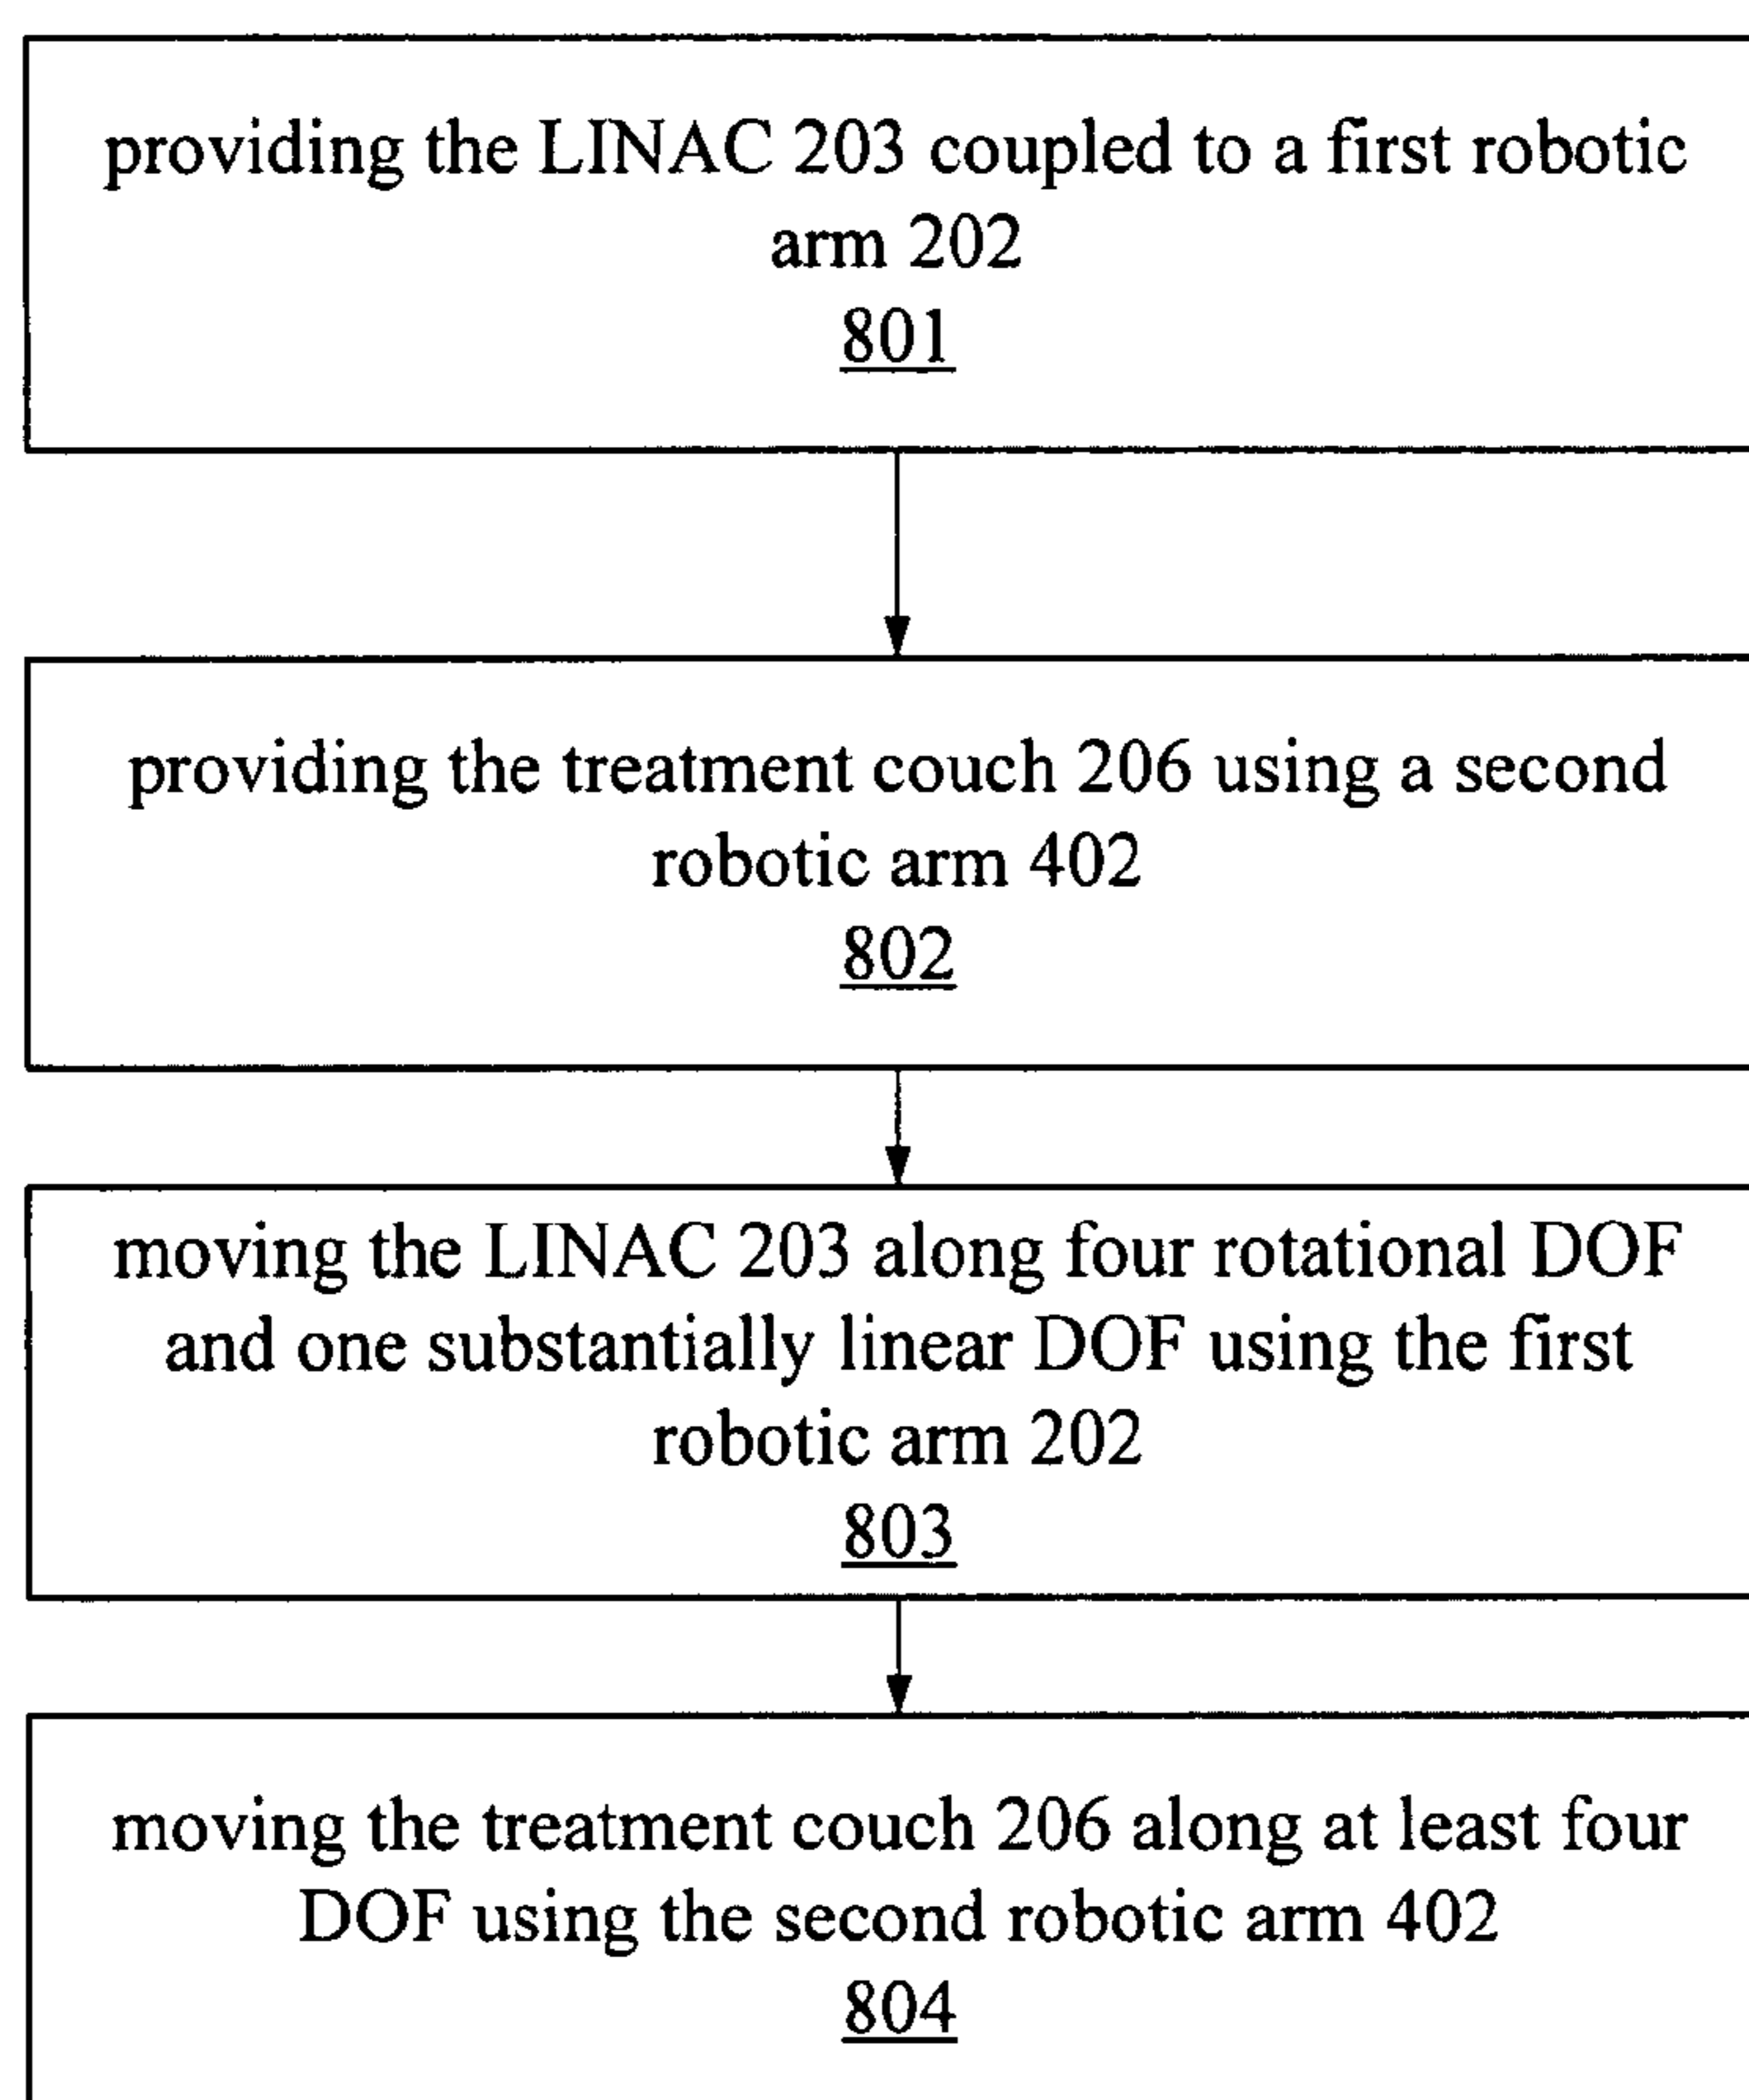 providing the LINAC 203 coupled to a first robotic
arm 202
801
providing the treatment couch 206 using a second
robotic arm 402
802
moving the LINAC 203 along four rotational DOF
and one substantially linear DOF using the first
robotic arm 202
803
moving the treatment couch 206 along at least four
DOF using the second robotic arm 402
804